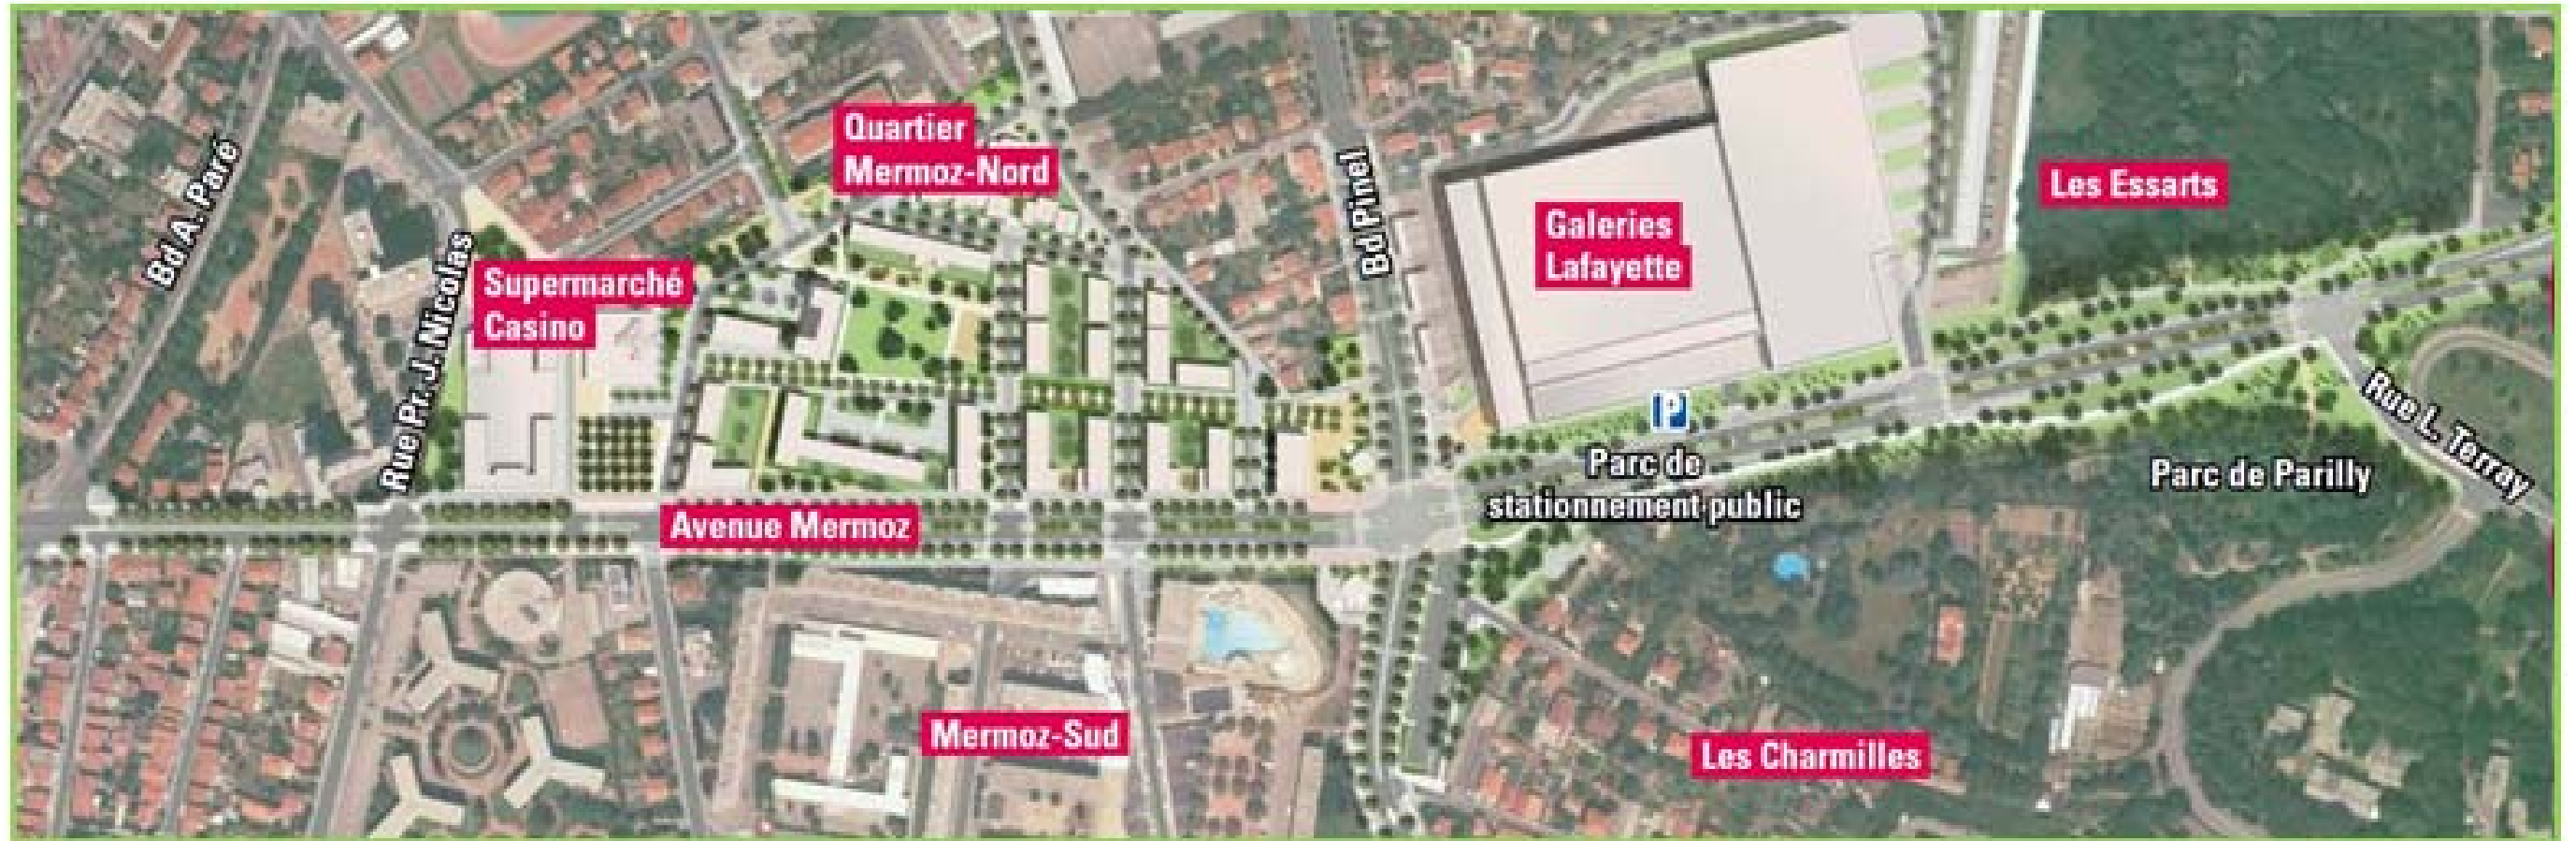 Bd A. Paré
Rue Pr. J. Nicolas
Supermarché
Casino
Quartier
Mermoz-Nord
Avenue Mermoz
Mermoz-Sud
Bd Pinel
Galeries
Lafayette
P
Parc de
stationnement public
Les Essarts
Rue L. Terray
Parc de Parilly
Les Charmilles